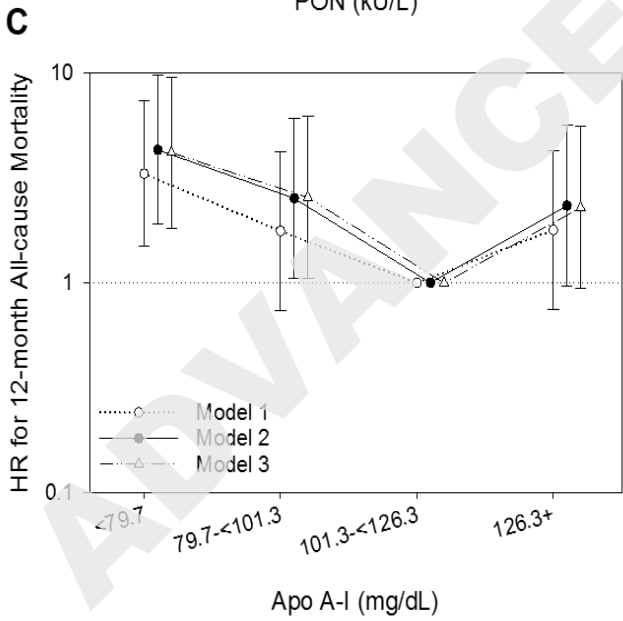 PON (kU/L)
C
HR for 12-month All-cause Mortality
10
1
0.1
Model 1
Model 2
Model 3
<79.7
79.7-<101.3
101.3-<126.3
126.3+
Apo A-I (mg/dL)
ADVANCE